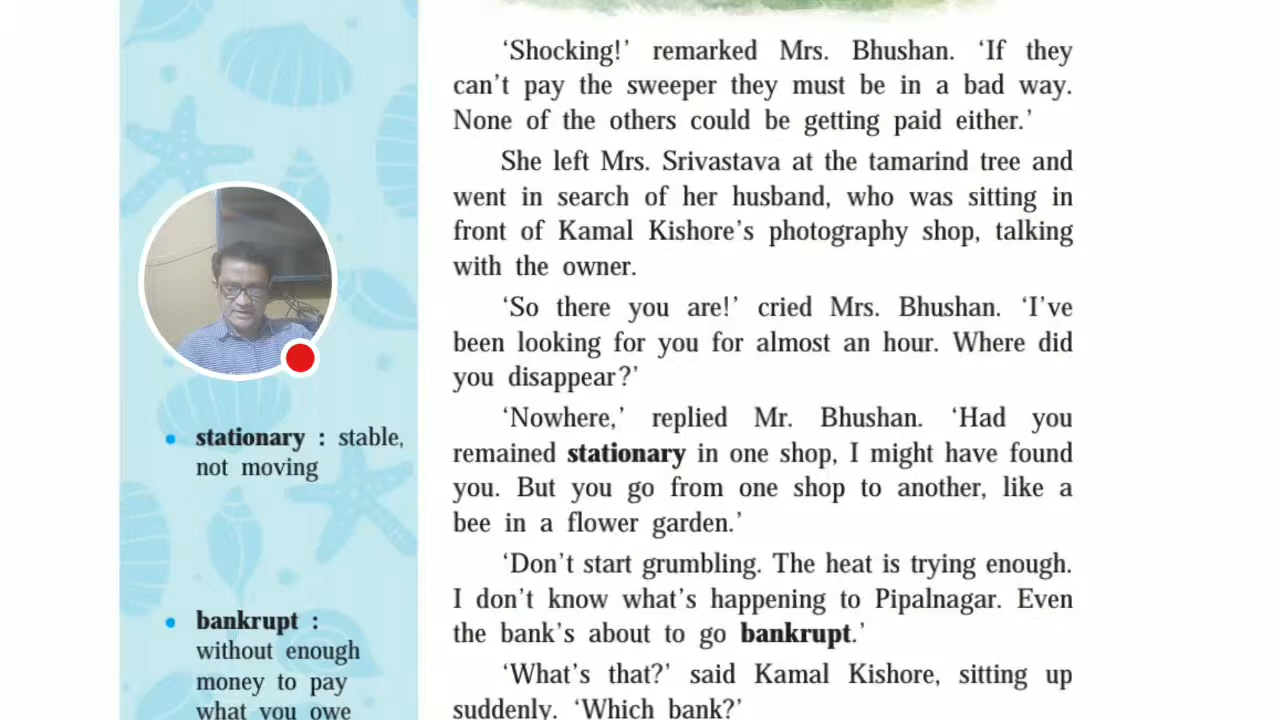 ‘Shocking!’ remarked Mrs. Bhushan. ‘If they
can’t pay the sweeper they must be in a bad way.
None of the others could be getting paid either.’
She left Mrs. Srivastava at the tamarind tree and
went in search of her husband, who was sitting in
front of Kamal Kishore’s photography shop, talking
with the owner.
‘So there you are!’ cried Mrs. Bhushan. ‘I’ve
been looking for you for almost an hour. Where did
you disappear?’
‘Nowhere,’ replied Mr. Bhushan. ‘Had you
remained stationary in one shop, I might have found
you. But you go from one shop to another, like a
bee in a flower garden.’
‘Don’t start grumbling. The heat is trying enough.
I don’t know what’s happening to Pipalnagar. Even
the bank’s about to go bankrupt.’
‘What’s that?’ said Kamal Kishore, sitting up
suddenly. ‘Which bank?’
stationary : stable,
not moving
bankrupt :
without enough
money to pay
what you owe